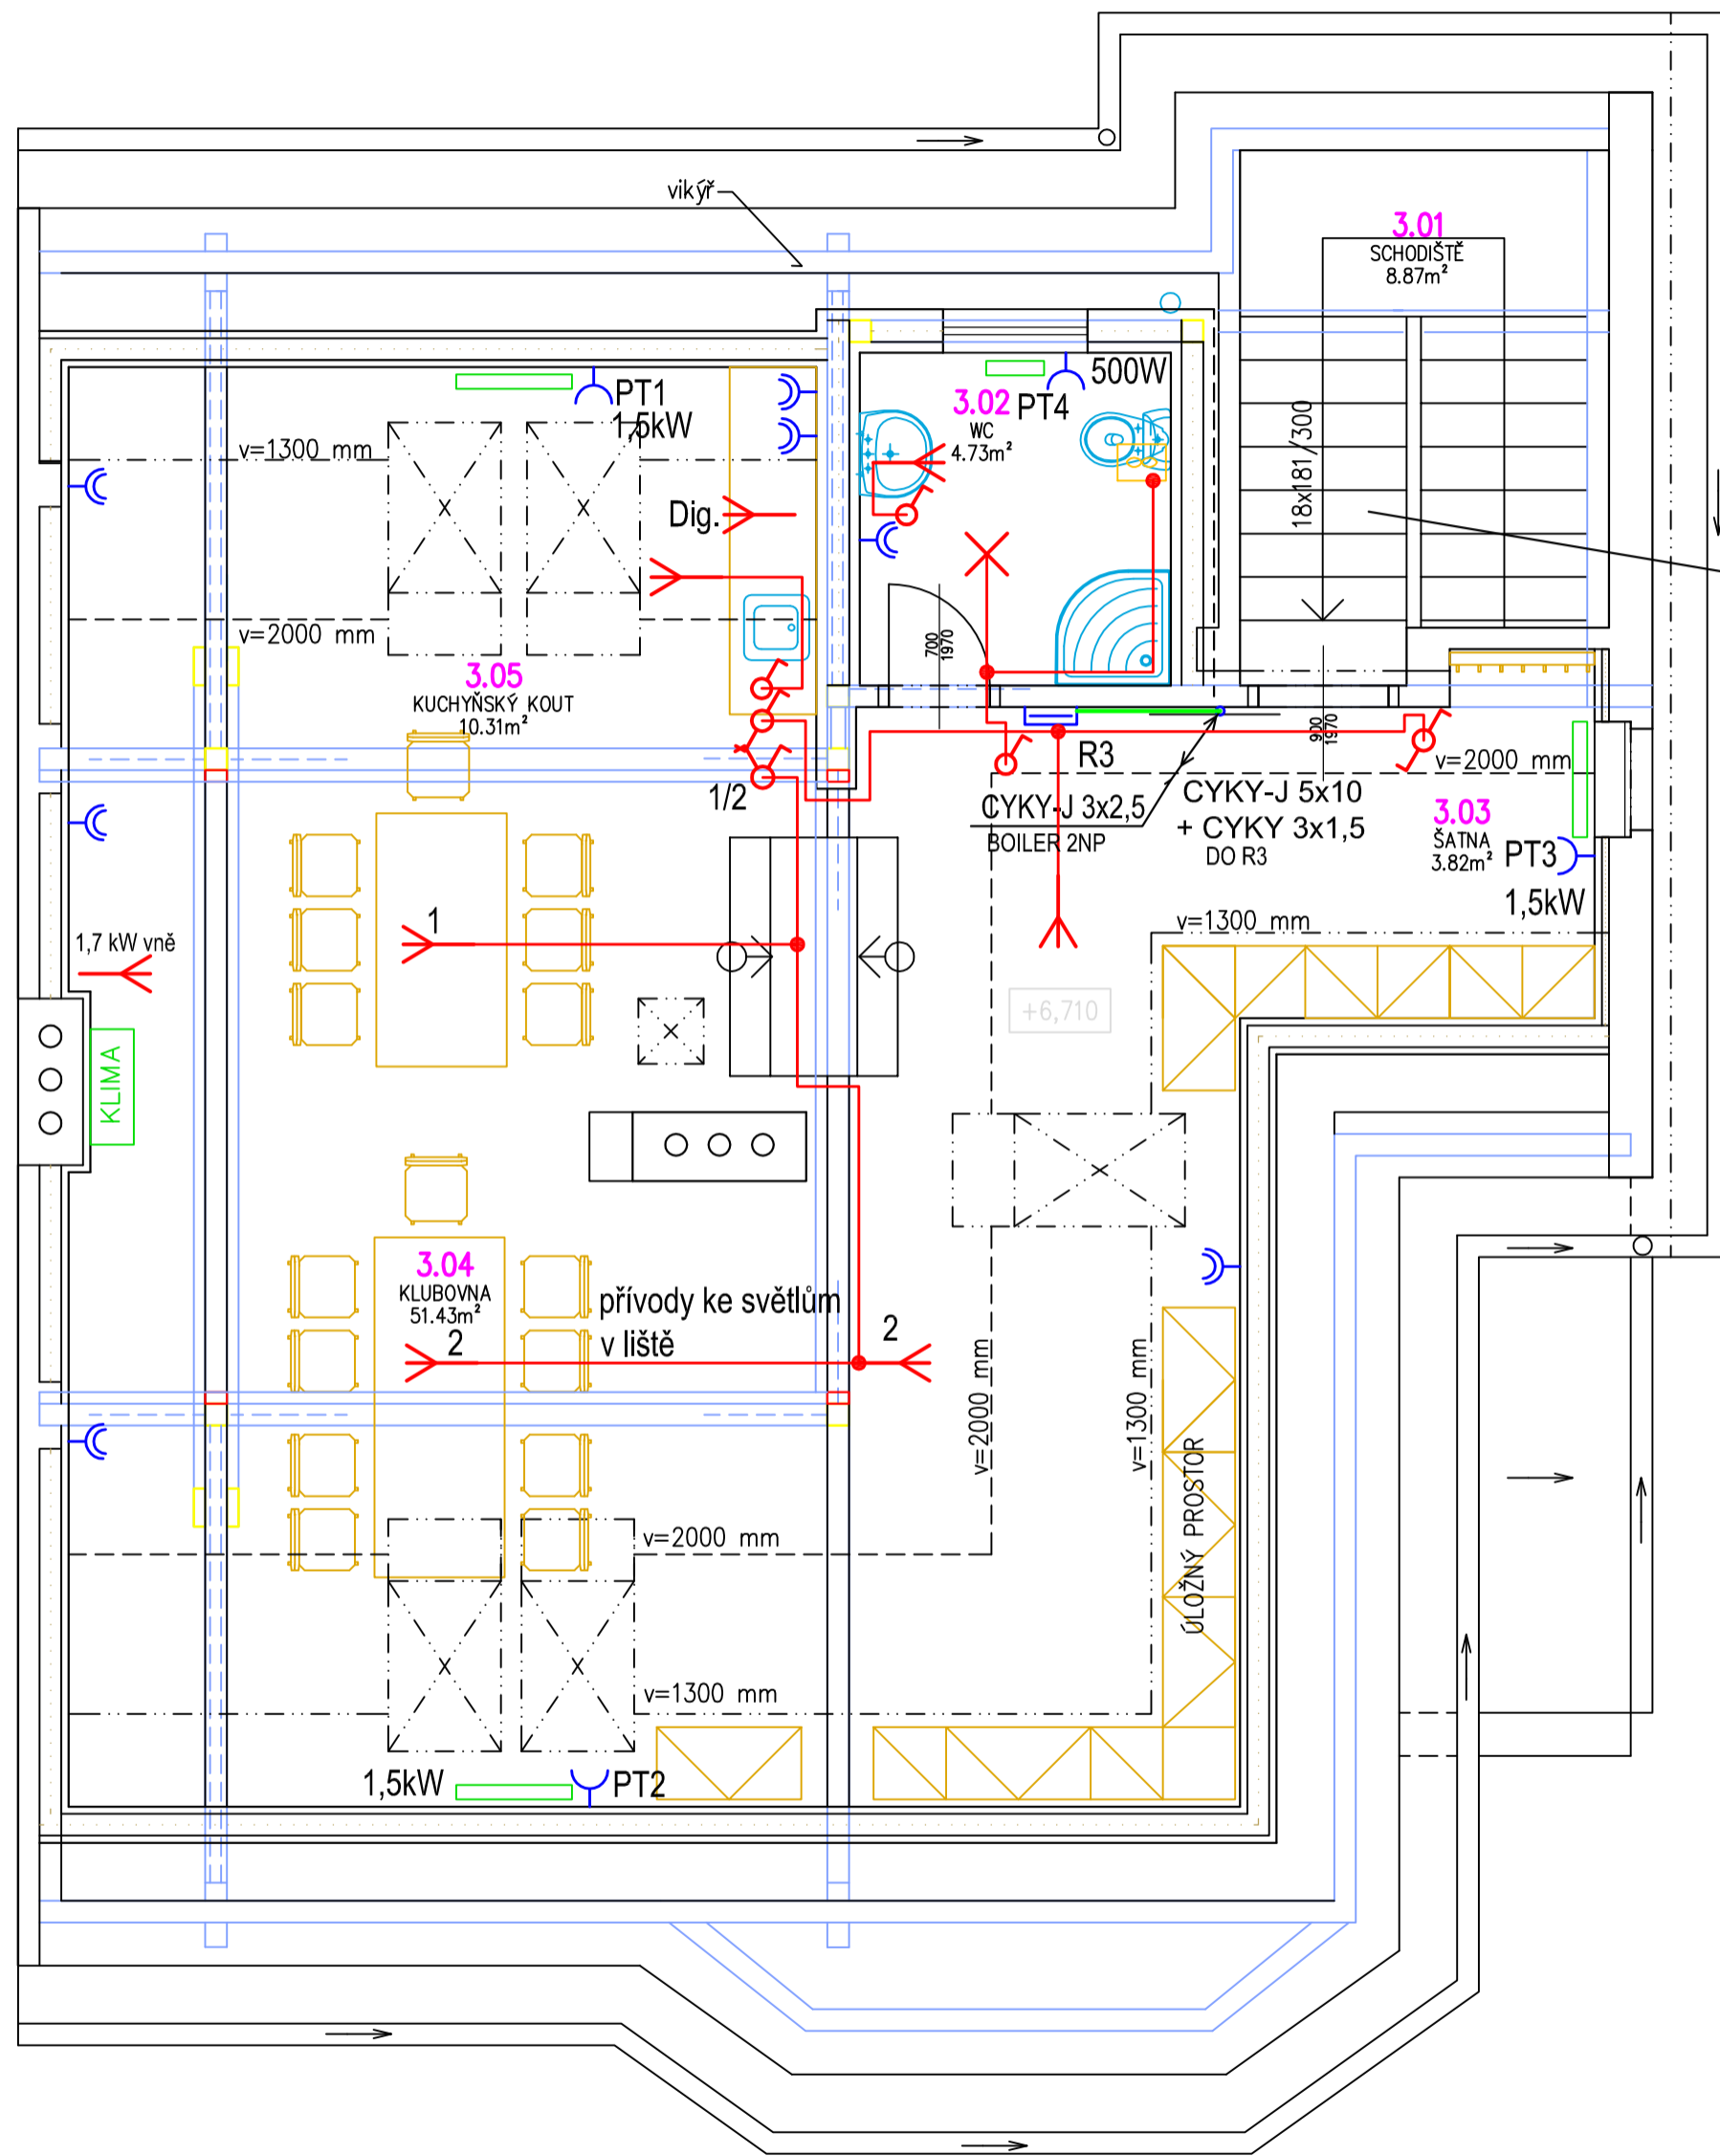 vikýř
3.01
SCHODIŠTĚ
8.87m²
18x181/300
PT1
1,5kW
v=1300 mm
500W
3.02
PT4
WC
4.73m²
Dig.
v=2000 mm
700
1970
3.05
KUCHYŇSKÝ KOUT
10.31m²
900
1970
R3
v=2000 mm
1/2
CYKY-J 3x2,5
BOILER 2NP
CYKY-J 5x10
+ CYKY 3x1,5
DO R3
3.03
ŠATNA
3.82m²
PT3
1,5kW
1
v=1300 mm
1,7 kW vně
+6,710
KLIMA
3.04
KLUBOVNA
51.43m²
přívody ke světlům
v liště
2
2
v=2000 mm
v=1300 mm
ÚLOŽNÝ PROSTOR
v=2000 mm
v=1300 mm
1,5kW
PT2